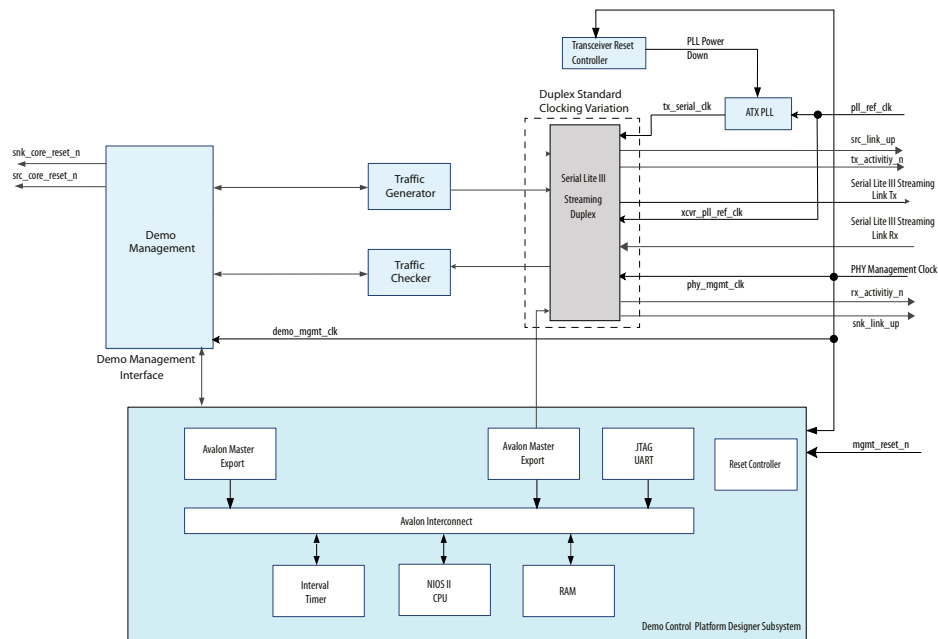 Transceiver Reset
Controller
PLL Power
Down
Duplex Standard
Clocking Variation
tx_serial_clk
ATX PLL
pll_ref_clk
src_link_up
tx_activitiy_n
snk_core_reset_n
src_core_reset_n
Demo
Management
Traffic
Generator
Serial Lite III
Streaming
Duplex
Serial Lite III Streaming
Link Tx
xcvr_pll_ref_clk
Serial Lite III Streaming
Link Rx
Traffic
Checker
PHY Management Clock
phy_mgmt_clk
rx_activitiy_n
snk_link_up
demo_mgmt_clk
Demo Management
Interface
Avalon Master
Export
Avalon Master
Export
JTAG
UART
Reset Controller
mgmt_reset_n
Avalon Interconnect
Interval
Timer
NIOS II
CPU
RAM
Demo Control Platform Designer Subsystem